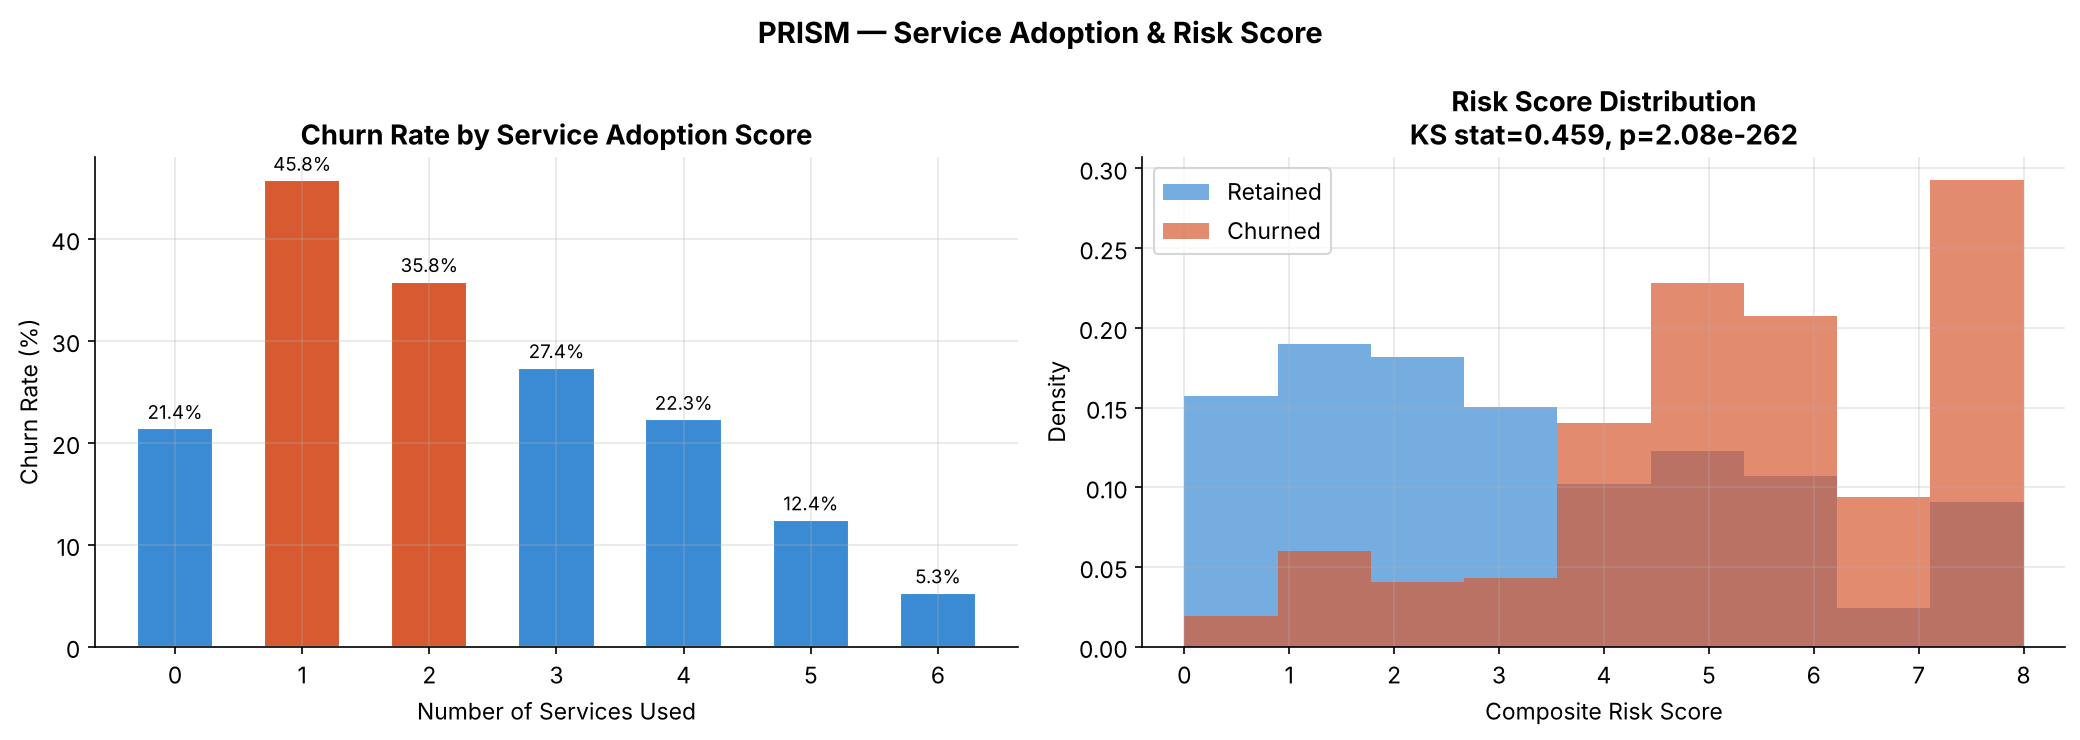 PRISM — Service Adoption & Risk Score
Churn Rate by Service Adoption Score
45.8%
35.8%
27.4%
21.4%
22.3%
12.4%
5.3%
40
30
20
10
0
Churn Rate (%)
0 1 2 3 4 5 6
Number of Services Used
Risk Score Distribution
KS stat=0.459, p=2.08e-262
Retained
Churned
0.30
0.25
0.20
0.15
0.10
0.05
0.00
Density
0 1 2 3 4 5 6 7 8
Composite Risk Score